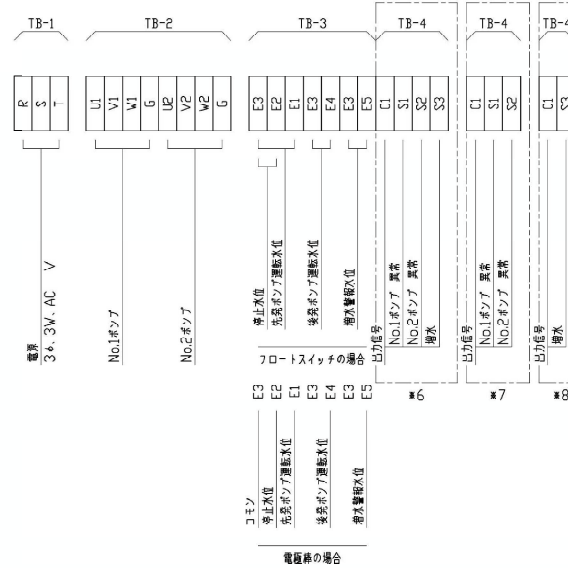 TB-1 TB-2 TB-3 TB-4 TB-4 TB-4
R S T
U1 V1 W1 G U2 V2 W2 G
E3 E2 E1 E3 E4 E3 E5
C1 S1 S2 S3
C1 S1 S2
C1 S3
電源
3φ、3W、AC V
No.1ポンプ
No.2ポンプ
停止水位
先発ポンプ運転水位
後発ポンプ運転水位
増水警報水位
フロートスイッチの場合
出力信号
No.1ポンプ 異常
No.2ポンプ 異常
増水
出力信号
No.1ポンプ 異常
No.2ポンプ 異常
出力信号
増水
※6 ※7 ※8
E3 E2 E1 E3 E4 E3 E5
コモン
停止水位
先発ポンプ運転水位
後発ポンプ運転水位
増水警報水位
電極棒の場合